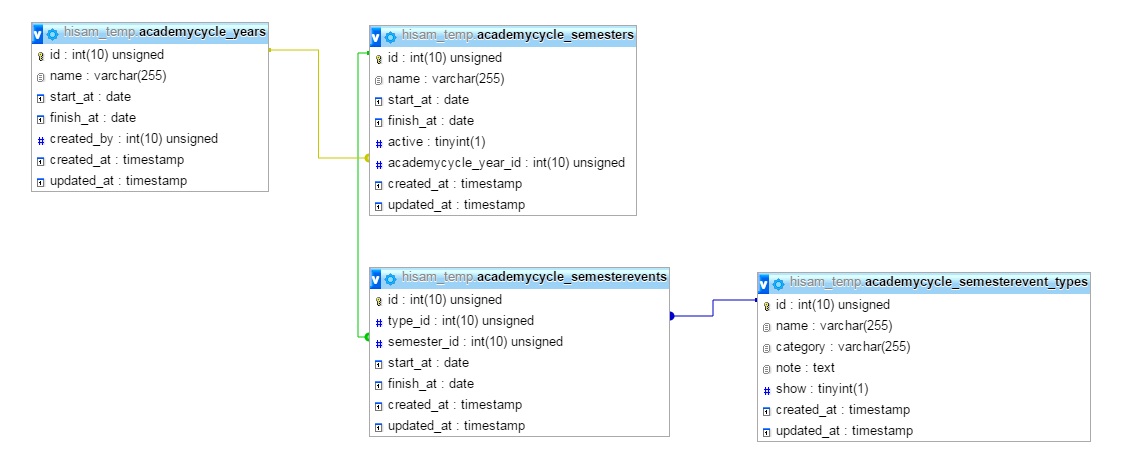 hisam_temp.academycycle_years
id : int(10) unsigned
name : varchar(255)
start_at : date
finish_at : date
# created_by : int(10) unsigned
created_at : timestamp
updated_at : timestamp
hisam_temp.academycycle_semesters
id : int(10) unsigned
name : varchar(255)
start_at : date
finish_at : date
# active : tinyint(1)
# academycycle_year_id : int(10) unsigned
created_at : timestamp
updated_at : timestamp
hisam_temp.academycycle_semesterevents
id : int(10) unsigned
# type_id : int(10) unsigned
# semester_id : int(10) unsigned
start_at : date
finish_at : date
created_at : timestamp
updated_at : timestamp
hisam_temp.academycycle_semesterevent_types
id : int(10) unsigned
name : varchar(255)
category : varchar(255)
note : text
# show : tinyint(1)
created_at : timestamp
updated_at : timestamp